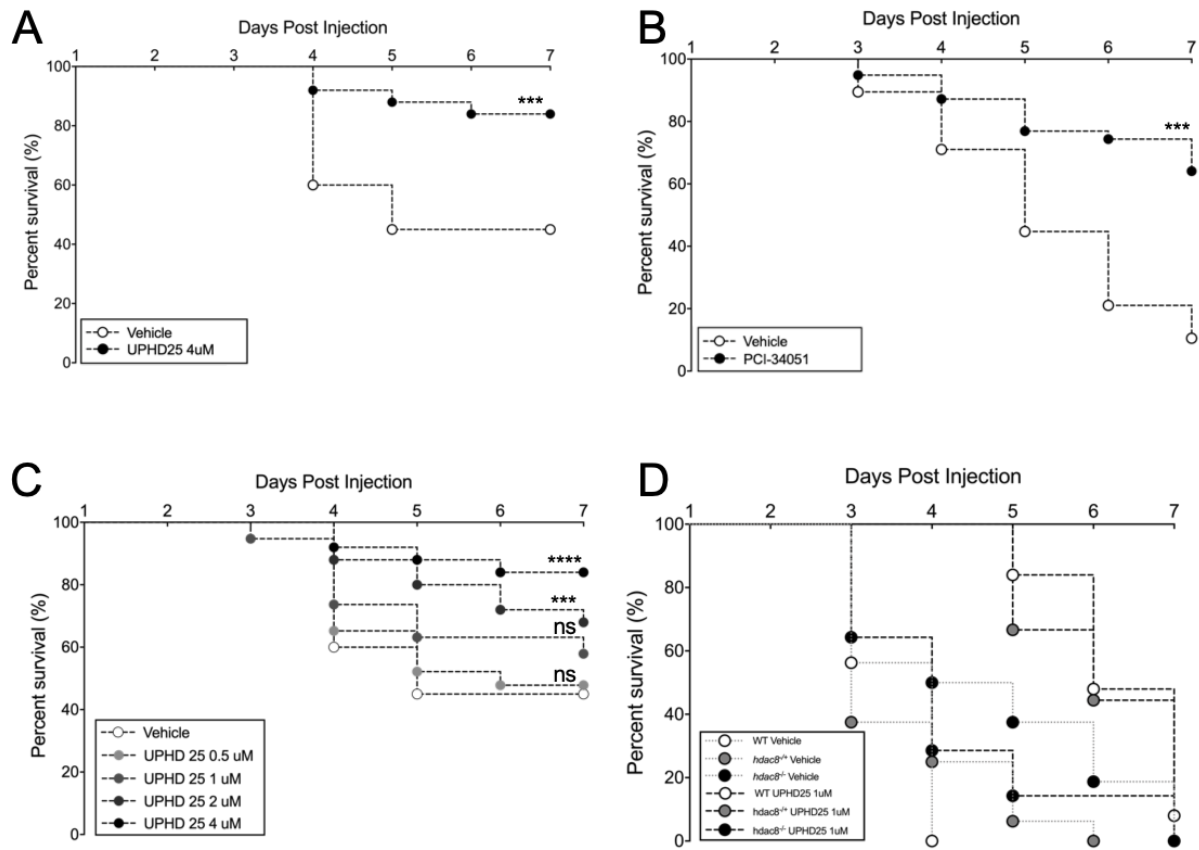 A
Days Post Injection
1 2 3 4 5 6 7
100
80
60
40
20
0
Percent survival (%)
***
Vehicle
UPHD25 4uM
B
Days Post Injection
1 2 3 4 5 6 7
100
80
60
40
20
0
Percent survival (%)
***
Vehicle
PCI-34051
C
Days Post Injection
1 2 3 4 5 6 7
100
80
60
40
20
0
Percent survival (%)
****
***
ns
ns
Vehicle
UPHD 25 0.5 uM
UPHD 25 1 uM
UPHD 25 2 uM
UPHD 25 4 uM
D
Days Post Injection
1 2 3 4 5 6 7
100
80
60
40
20
0
Percent survival (%)
WT Vehicle
hdac8-/+ Vehicle
hdac8-/- Vehicle
WT UPHD25 1uM
hdac8-/+ UPHD25 1uM
hdac8-/- UPHD25 1uM